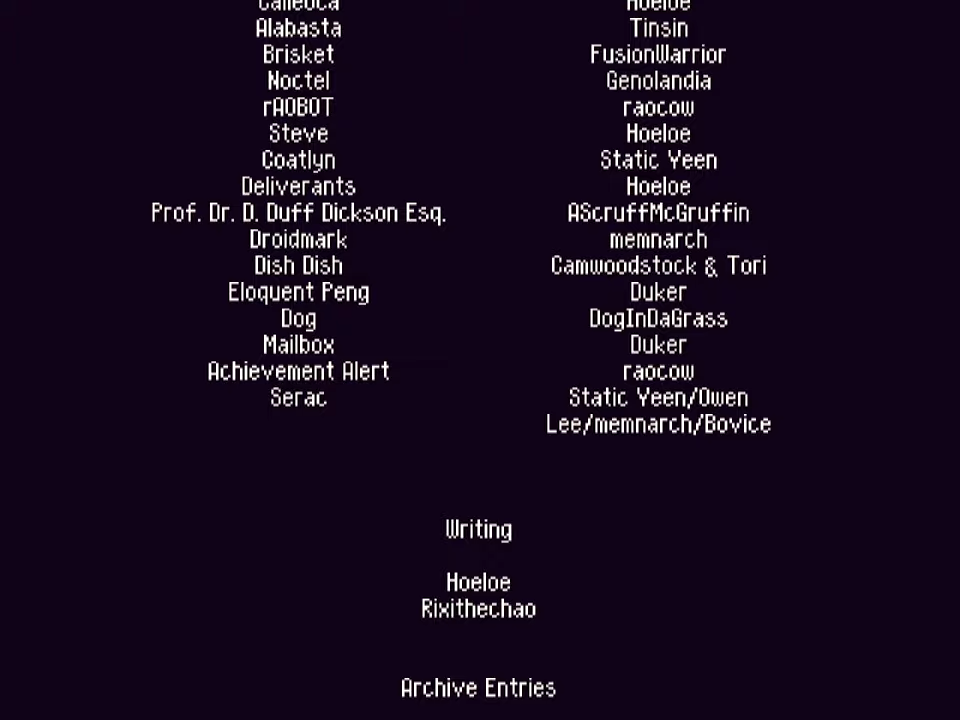 Calleoca Hoeloe
Alabasta Tinsin
Brisket FusionWarrior
Noctel Genolandia
rAOBOT raocow
Steve Hoeloe
Coatlyn Static Yeen
Deliverants Hoeloe
Prof. Dr. D. Duff Dickson Esq. AScruffMcGruffin
Droidmark memnarch
Dish Dish Camwoodstock & Tori
Eloquent Peng Duker
Dog DogInDaGrass
Mailbox Duker
Achievement Alert raocow
Serac Static Yeen/Owen
Lee/memnarch/Bovice
Writing
Hoeloe
Rixithechao
Archive Entries